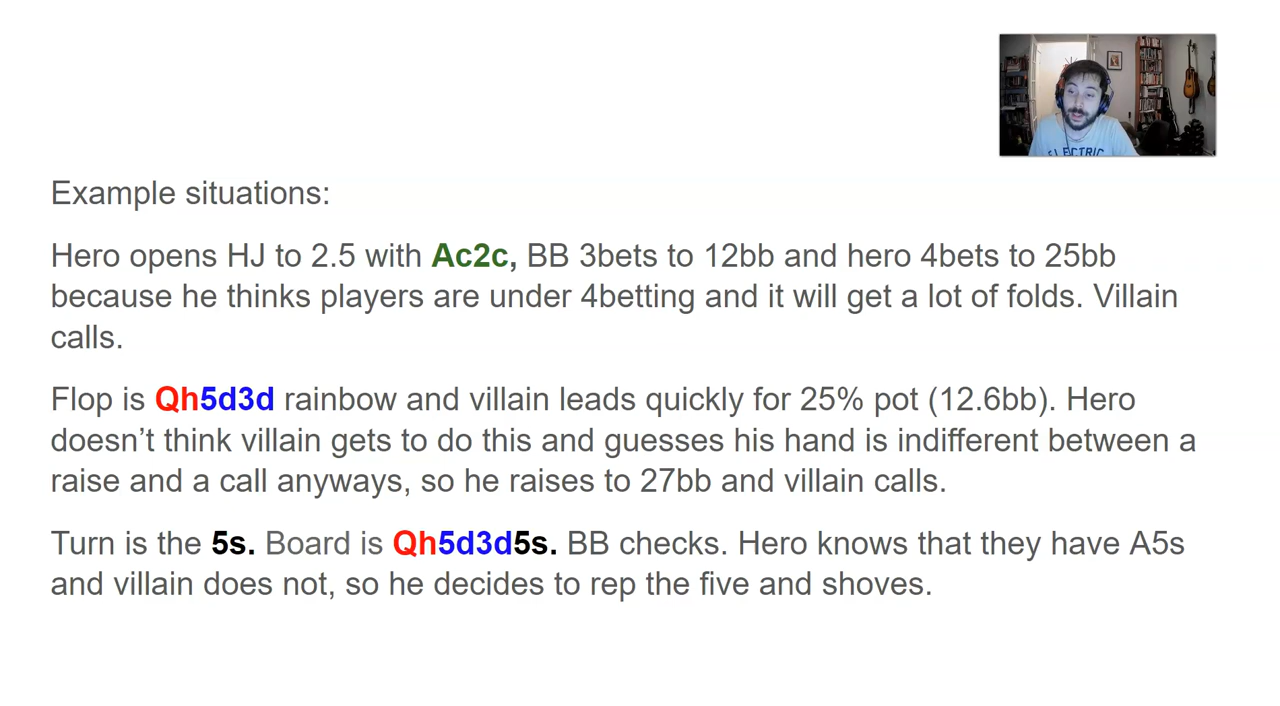 ELECTRIC
Example situations:
Hero opens HJ to 2.5 with Ac2c, BB 3bets to 12bb and hero 4bets to 25bb
because he thinks players are under 4betting and it will get a lot of folds. Villain
calls.
Flop is Qh5d3d rainbow and villain leads quickly for 25% pot (12.6bb). Hero
doesn’t think villain gets to do this and guesses his hand is indifferent between a
raise and a call anyways, so he raises to 27bb and villain calls.
Turn is the 5s. Board is Qh5d3d5s. BB checks. Hero knows that they have A5s
and villain does not, so he decides to rep the five and shoves.